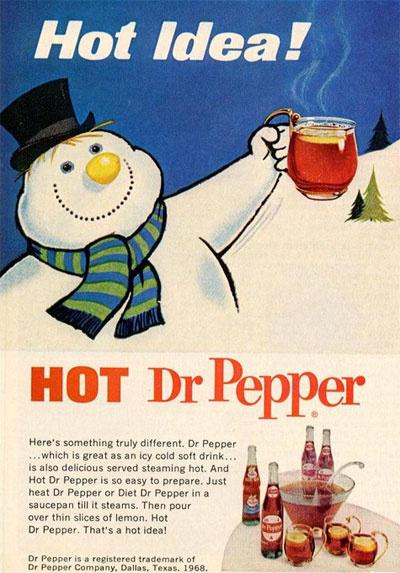 Hot Idea!
HOT Dr Pepper®
Here's something truly different. Dr Pepper
...which is great as an icy cold soft drink...
is also delicious served steaming hot. And
Hot Dr Pepper is so easy to prepare. Just
heat Dr Pepper or Diet Dr Pepper in a
saucepan till it steams. Then pour
over thin slices of lemon. Hot
Dr Pepper. That's a hot idea!
Dr Pepper is a registered trademark of
Dr Pepper Company, Dallas, Texas, 1968.